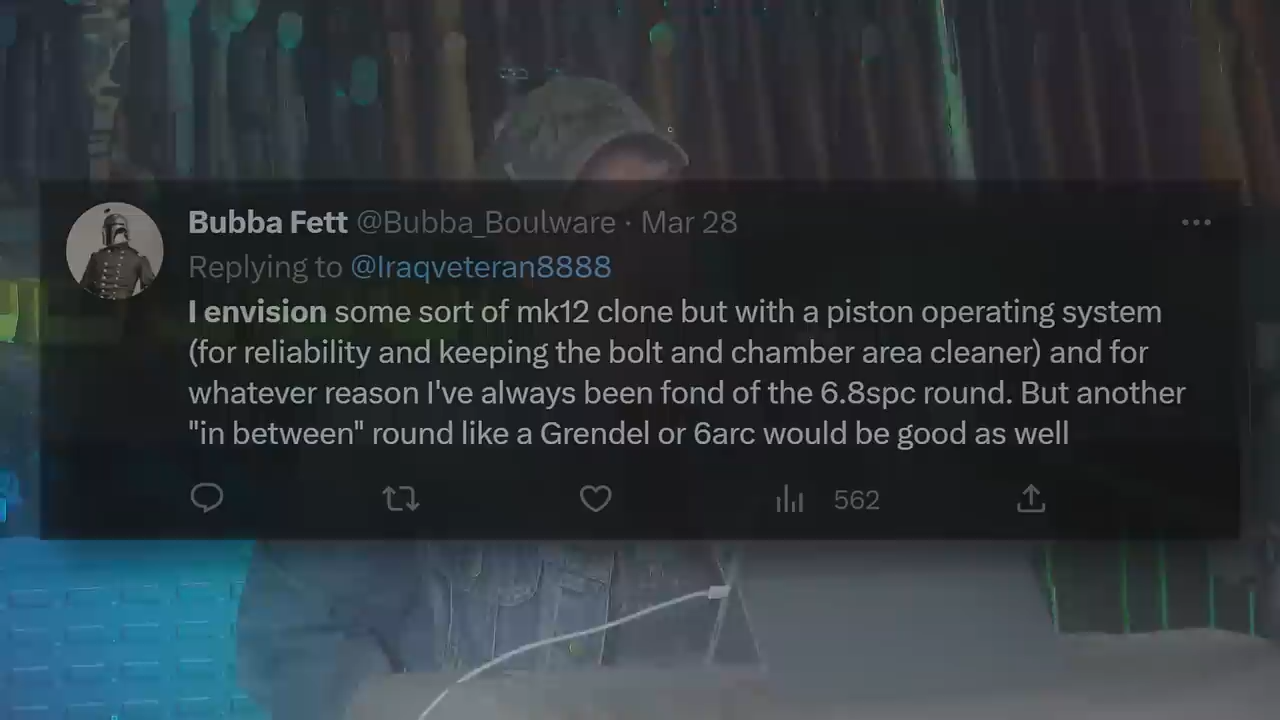 Bubba Fett @Bubba_Boulware · Mar 28
Replying to @Iraqveteran8888
I envision some sort of mk12 clone but with a piston operating system
(for reliability and keeping the bolt and chamber area cleaner) and for
whatever reason I've always been fond of the 6.8spc round. But another
"in between" round like a Grendel or 6arc would be good as well
562